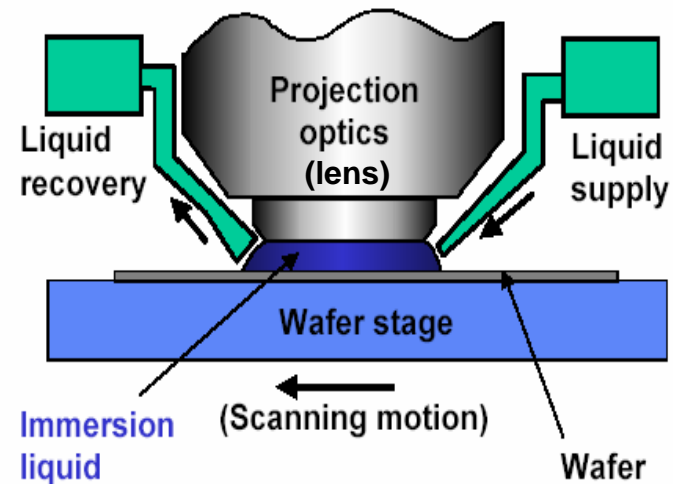 Projection
optics
(lens)
Liquid
recovery
Liquid
supply
Wafer stage
(Scanning motion)
Immersion
liquid
Wafer